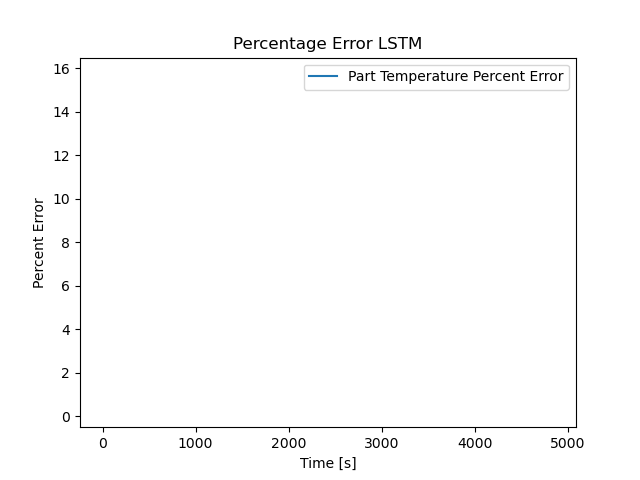 Percentage Error LSTM
Part Temperature Percent Error
16
14
12
10
8
6
4
2
0
Percent Error
0 1000 2000 3000 4000 5000
Time [s]